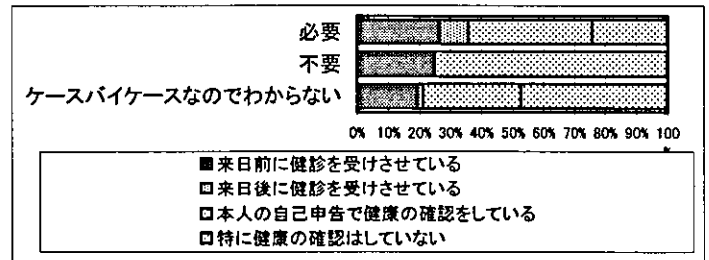 必要
不要
ケースバイケースなのでわからない
0% 10% 20% 30% 40% 50% 60% 70% 80% 90% 100
%
■来日前に健診を受けさせている
□来日後に健診を受けさせている
□本人の自己申告で健康の確認をしている
□特に健康の確認はしていない